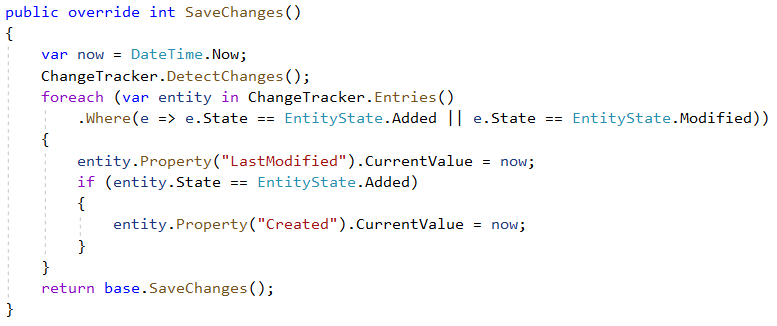 public override int SaveChanges()
{
    var now = DateTime.Now;
    ChangeTracker.DetectChanges();
    foreach (var entity in ChangeTracker.Entries()
        .Where(e => e.State == EntityState.Added || e.State == EntityState.Modified))
    {
        entity.Property("LastModified").CurrentValue = now;
        if (entity.State == EntityState.Added)
        {
            entity.Property("Created").CurrentValue = now;
        }
    }
    return base.SaveChanges();
}